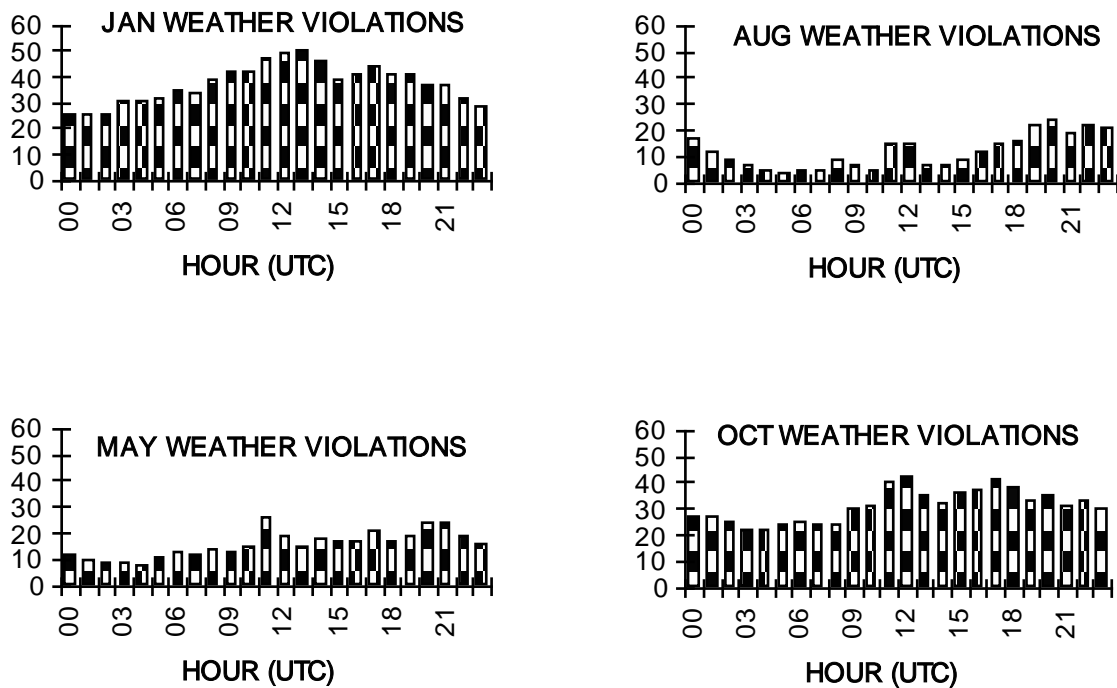 JAN WEATHER VIOLATIONS
60
50
40
30
20
10
0
00 03 06 09 12 15 18 21
HOUR (UTC)
AUG WEATHER VIOLATIONS
60
50
40
30
20
10
0
00 03 06 09 12 15 18 21
HOUR (UTC)
MAY WEATHER VIOLATIONS
60
50
40
30
20
10
0
00 03 06 09 12 15 18 21
HOUR (UTC)
OCT WEATHER VIOLATIONS
60
50
40
30
20
10
0
00 03 06 09 12 15 18 21
HOUR (UTC)